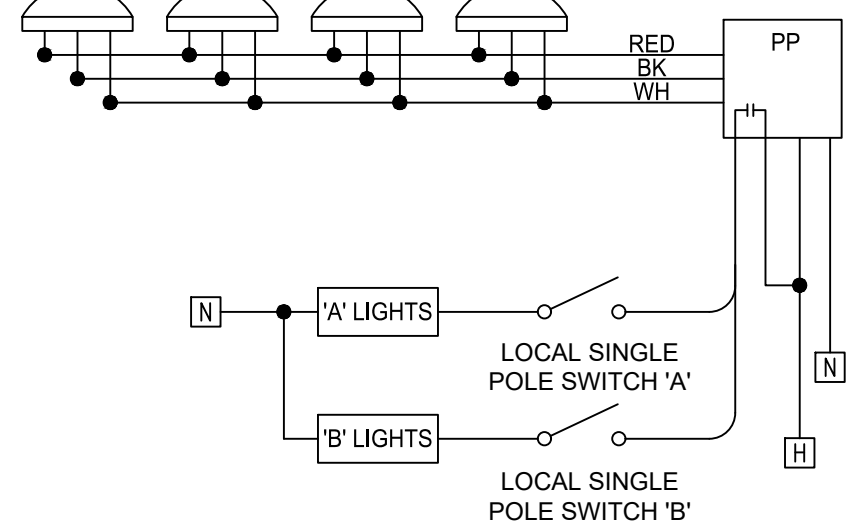 RED
BK
WH
PP
N
'A' LIGHTS
LOCAL SINGLE
POLE SWITCH 'A'
N
'B' LIGHTS
H
LOCAL SINGLE
POLE SWITCH 'B'